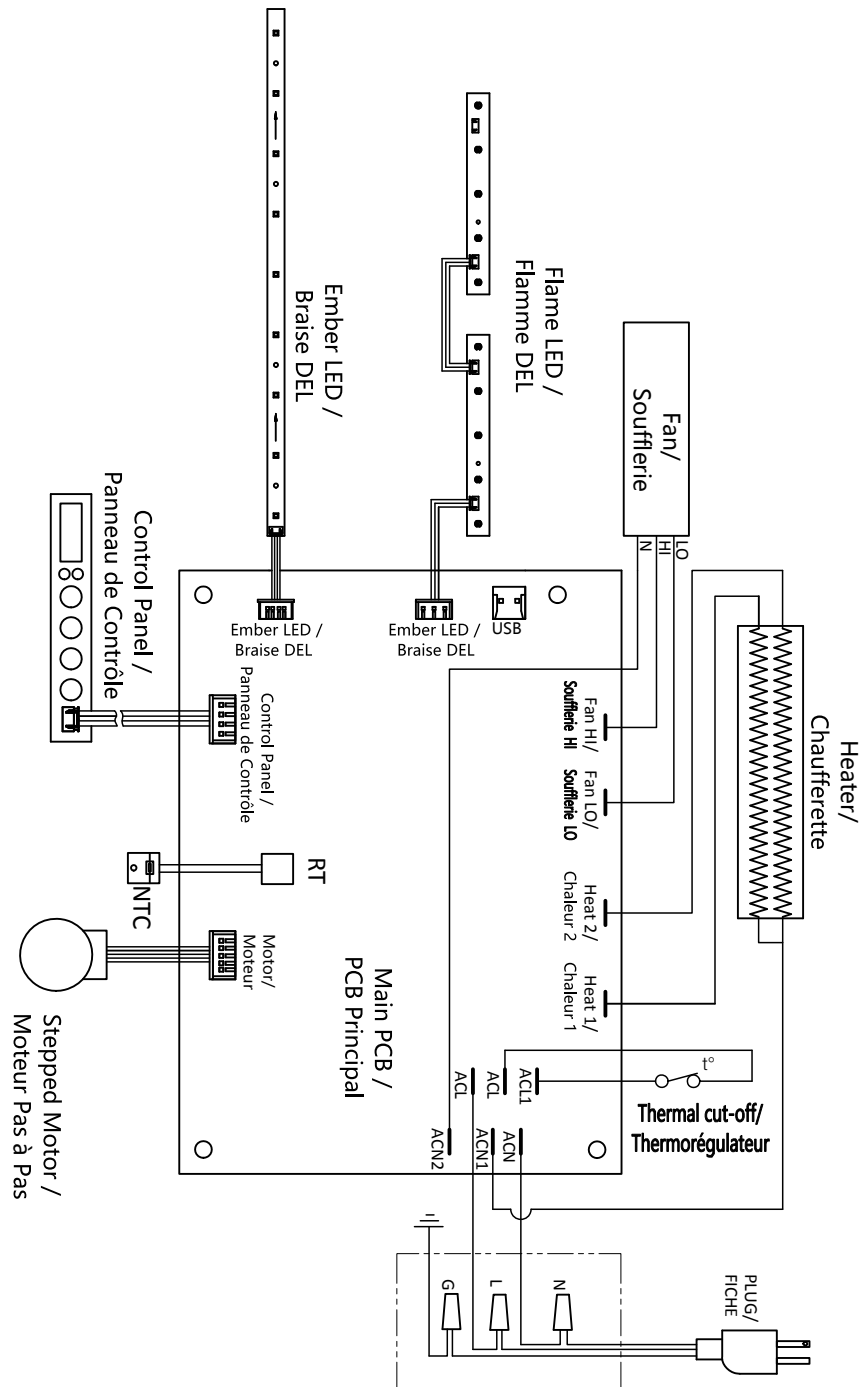 Ember LED /
Braise DEL
Flame LED /
Flamme DEL
Fan/
Soufflerie
N
HI
LO
Heater/
Chaufferette
Control Panel /
Panneau de Contrôle
Ember LED /
Braise DEL
Ember LED /
Braise DEL
USB
Control Panel /
Panneau de Contrôle
Fan HI/
Soufflerie HI
Fan LO/
Soufflerie LO
Heat 2/
Chaleur 2
Heat 1/
Chaleur 1
RT
NTC
Motor/
Moteur
Stepped Motor /
Moteur Pas à Pas
Main PCB /
PCB Principal
ACL
ACL
ACL1
t°
Thermal cut-off/
Thermorégulateur
ACN2
ACN1
ACN
G
L
N
PLUG/
FICHE